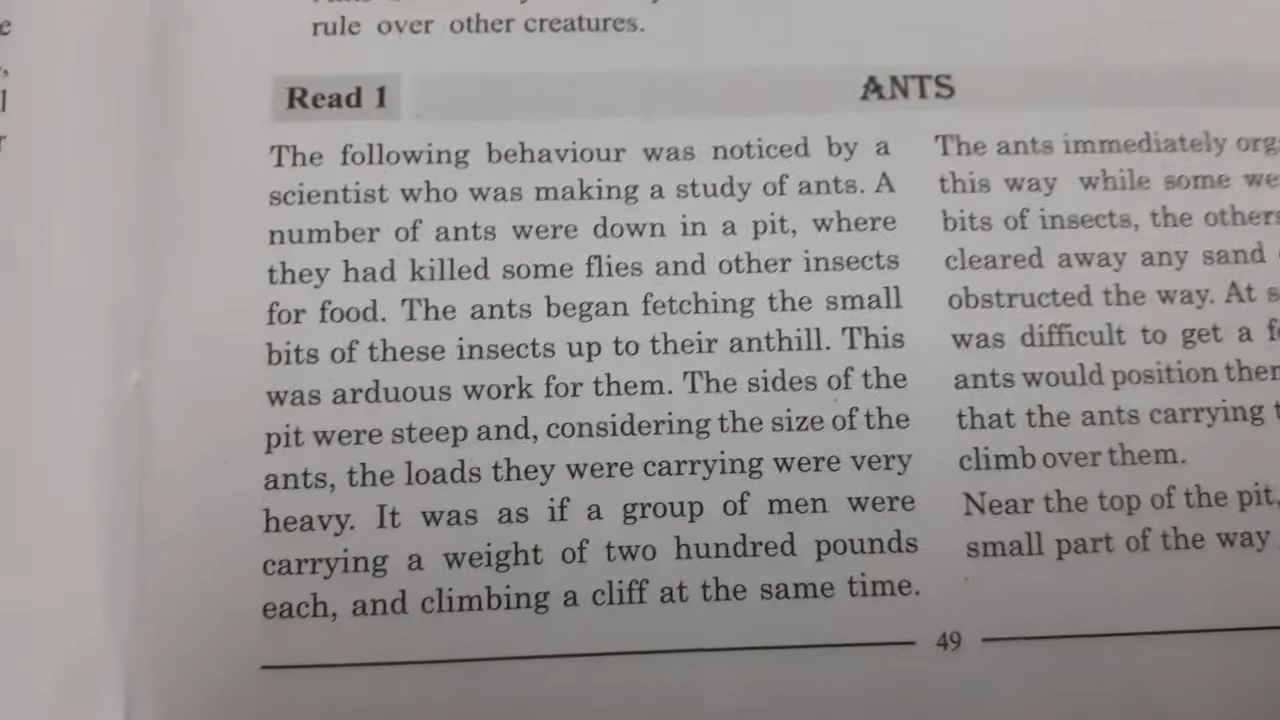 rule over other creatures.
Read 1
ANTS
The following behaviour was noticed by a
scientist who was making a study of ants. A
number of ants were down in a pit, where
they had killed some flies and other insects
for food. The ants began fetching the small
bits of these insects up to their anthill. This
was arduous work for them. The sides of the
pit were steep and, considering the size of the
ants, the loads they were carrying were very
heavy. It was as if a group of men were
carrying a weight of two hundred pounds
each, and climbing a cliff at the same time.
The ants immediately
this way while some
bits of insects, the
cleared away any sand
obstructed the way. At
was difficult to get a
ants would position
that the ants carrying
climb over them.
Near the top of the pit,
small part of the way
49